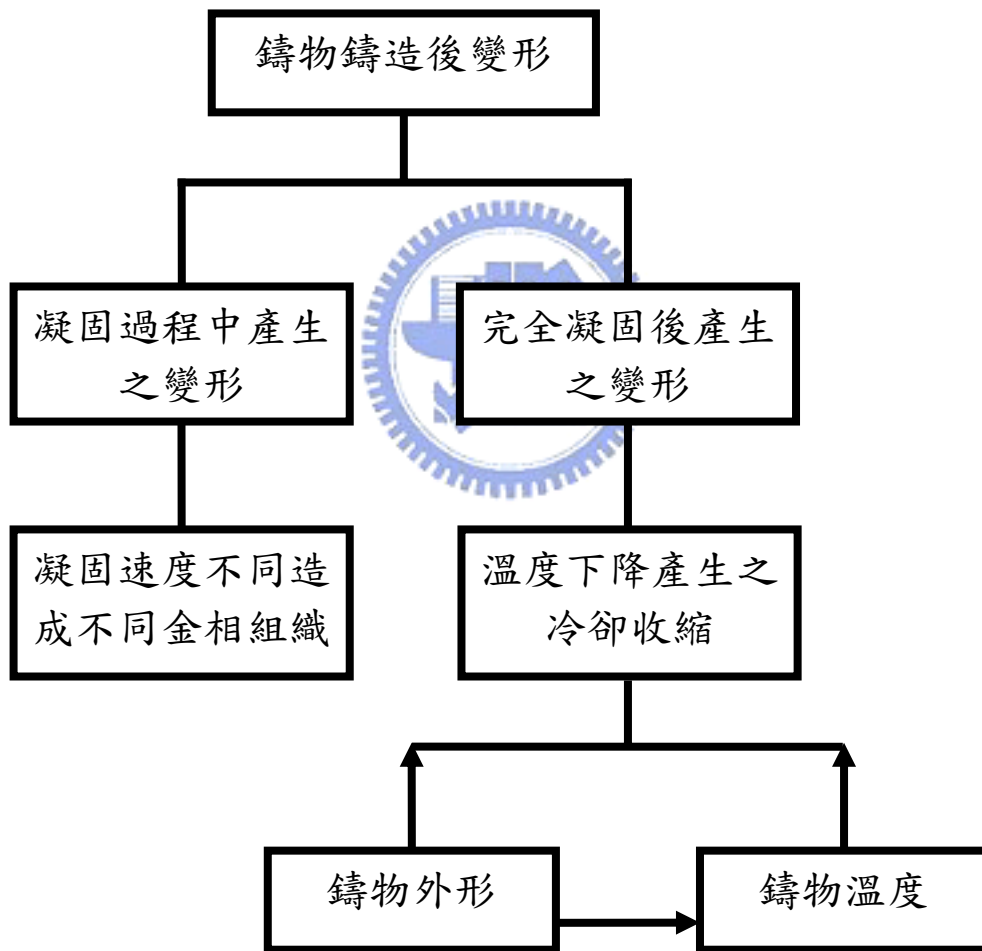 鑄物鑄造後變形
凝固過程中產生
之變形
完全凝固後產生
之變形
凝固速度不同造
成不同金相組織
溫度下降產生之
冷卻收縮
鑄物外形
鑄物溫度